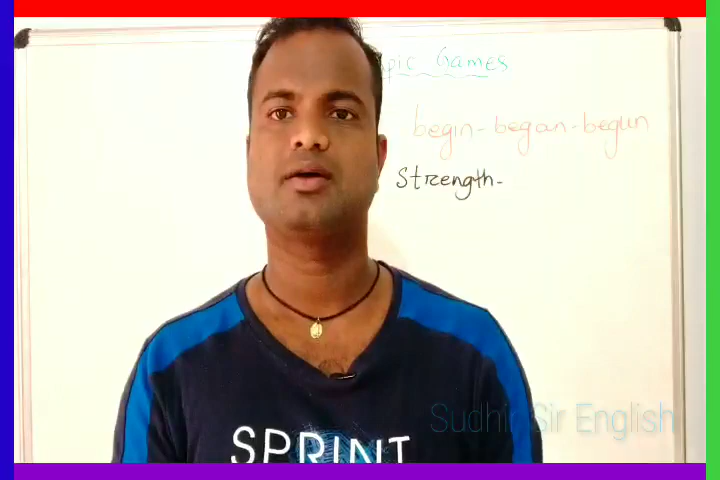 pic Games
begin - began - begun
Strength -
Sudhir Sir English
SPRINT